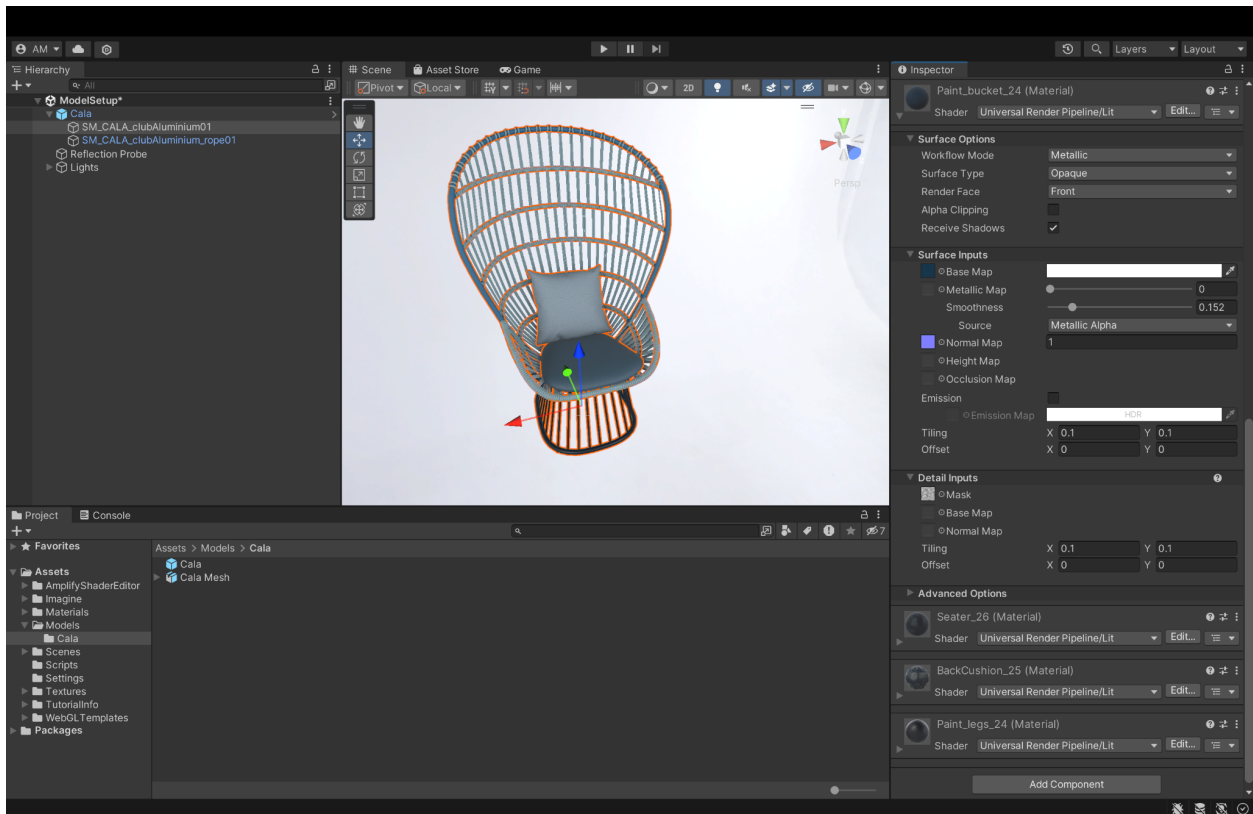 AM
Layers
Layout
Hierarchy
All
ModelSetup*
Cala
SM_CALA_clubAluminium01
SM_CALA_clubAluminium_rope01
Reflection Probe
Lights
Scene
Asset Store
Game
Pivot
Local
2D
Persp
Inspector
Paint_bucket_24 (Material)
Shader Universal Render Pipeline/Lit Edit...
Surface Options
Workflow Mode Metallic
Surface Type Opaque
Render Face Front
Alpha Clipping
Receive Shadows
Surface Inputs
Base Map
Metallic Map 0
Smoothness 0.152
Source Metallic Alpha
Normal Map 1
Height Map
Occlusion Map
Emission
Emission Map HDR
Tiling X 0.1 Y 0.1
Offset X 0 Y 0
Detail Inputs
Mask
Base Map
Normal Map
Tiling X 0.1 Y 0.1
Offset X 0 Y 0
Advanced Options
Seater_26 (Material)
Shader Universal Render Pipeline/Lit Edit...
BackCushion_25 (Material)
Shader Universal Render Pipeline/Lit Edit...
Paint_legs_24 (Material)
Shader Universal Render Pipeline/Lit Edit...
Add Component
Project
Console
7
Favorites
Assets
AmplifyShaderEditor
Imagine
Materials
Models
Cala
Scenes
Scripts
Settings
Textures
TutorialInfo
WebGLTemplates
Packages
Assets > Models > Cala
Cala
Cala Mesh